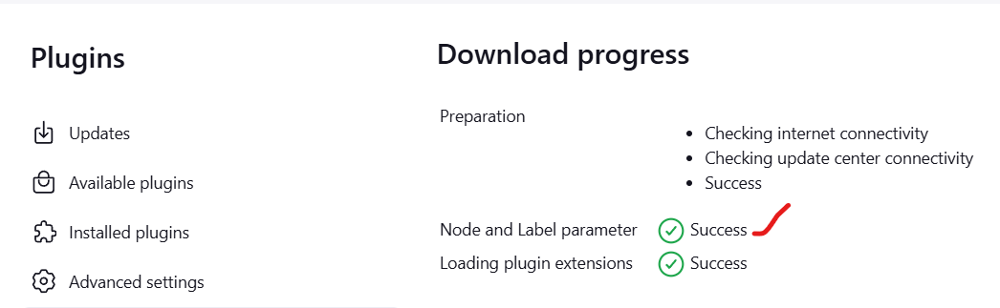 Plugins
Updates
Available plugins
Installed plugins
Advanced settings
Download progress
Preparation
Checking internet connectivity
Checking update center connectivity
Success
Node and Label parameter Success
Loading plugin extensions Success